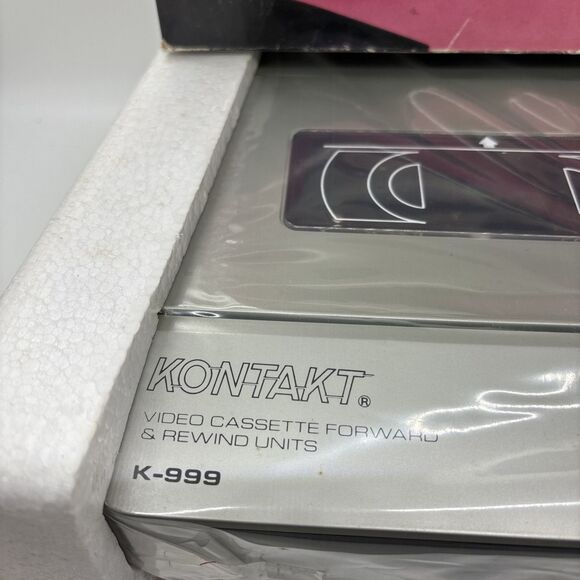 KONTAKT®
VIDEO CASSETTE FORWARD
& REWIND UNITS
K-999